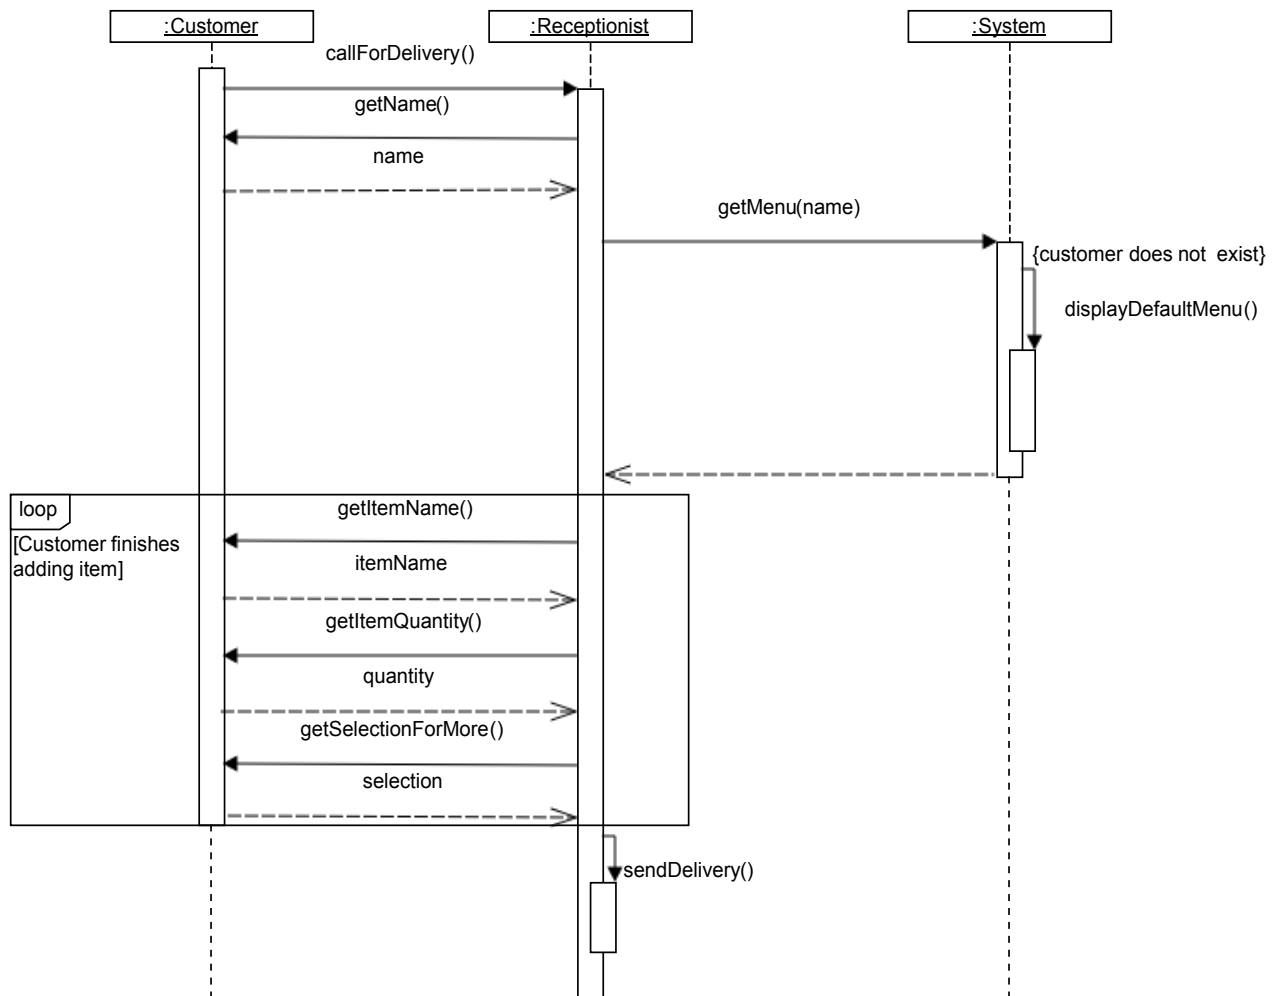 :Customer
:Receptionist
:System
callForDelivery()
getName()
name
getMenu(name)
{customer does not  exist}
displayDefaultMenu()
loop
[Customer finishes
adding item]
getItemName()
itemName
getItemQuantity()
quantity
getSelectionForMore()
selection
sendDelivery()